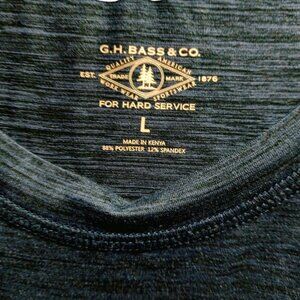 G.H. BASS & CO.
QUALITY AMERICAN
EST. TRADE MARK 1876
WORK WEAR SPORTSWEAR
FOR HARD SERVICE
L
MADE IN KENYA
88% POLYESTER 12% SPANDEX